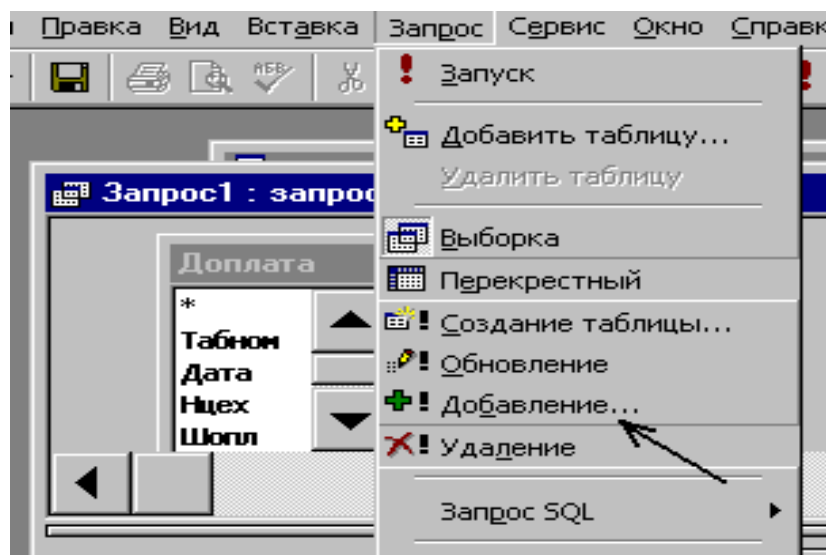 Правка Вид Вставка Запрос Сервис Окно Справк
АБВ
Запуск
Добавить таблицу...
Удалить таблицу
Запрос1 : запрос
Выборка
Доплата
Перекрестный
*
Создание таблицы...
Табном
Обновление
Дата
Добавление...
Нцех
Шопл
Удаление
Запрос SQL